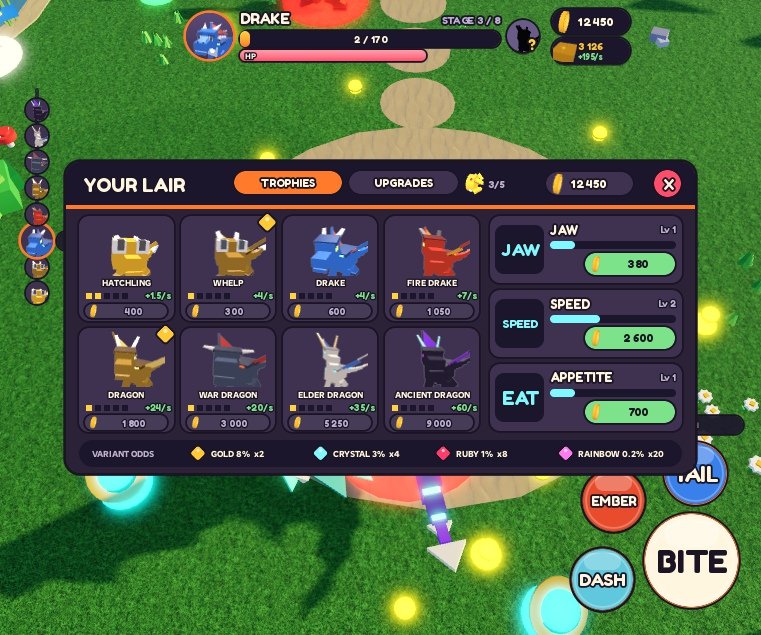 DRAKE
STAGE 3 / 8
2 / 170
HP
?
12 450
3 126
+195/s
YOUR LAIR
TROPHIES
UPGRADES
3/5
12 450
X
HATCHLING
+1.5/s
400
WHELP
+4/s
300
DRAKE
+4/s
600
FIRE DRAKE
+7/s
1 050
DRAGON
+24/s
1 800
WAR DRAGON
+20/s
3 000
ELDER DRAGON
+35/s
5 250
ANCIENT DRAGON
+60/s
9 000
JAW
JAW
Lv 1
380
SPEED
SPEED
Lv 2
2 600
EAT
APPETITE
Lv 1
700
VARIANT ODDS
GOLD 8% x2
CRYSTAL 3% x4
RUBY 1% x8
RAINBOW 0.2% x20
TAIL
EMBER
BITE
DASH